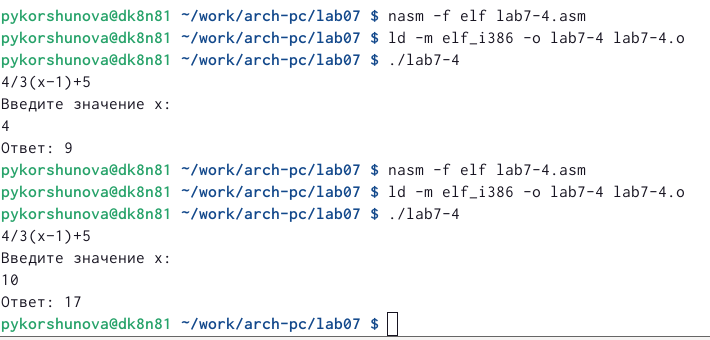 pykorshunova@dk8n81 ~/work/arch-pc/lab07 $ nasm -f elf lab7-4.asm
pykorshunova@dk8n81 ~/work/arch-pc/lab07 $ ld -m elf_i386 -o lab7-4 lab7-4.o
pykorshunova@dk8n81 ~/work/arch-pc/lab07 $ ./lab7-4
4/3(x-1)+5
Введите значение x:
4
Ответ: 9
pykorshunova@dk8n81 ~/work/arch-pc/lab07 $ nasm -f elf lab7-4.asm
pykorshunova@dk8n81 ~/work/arch-pc/lab07 $ ld -m elf_i386 -o lab7-4 lab7-4.o
pykorshunova@dk8n81 ~/work/arch-pc/lab07 $ ./lab7-4
4/3(x-1)+5
Введите значение x:
10
Ответ: 17
pykorshunova@dk8n81 ~/work/arch-pc/lab07 $